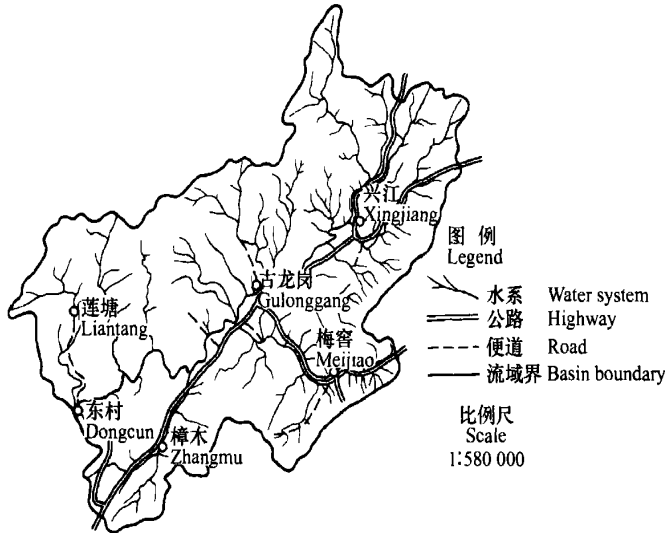 兴江
Xingjiang
图 例
Legend
古龙岗
Gulonggang
水系 Water system
莲塘
Liantang
公路 Highway
梅窖
Meijiao
便道 Road
流域界 Basin boundary
东村
Dongcun
比例尺
Scale
樟木
Zhangmu
1:580 000